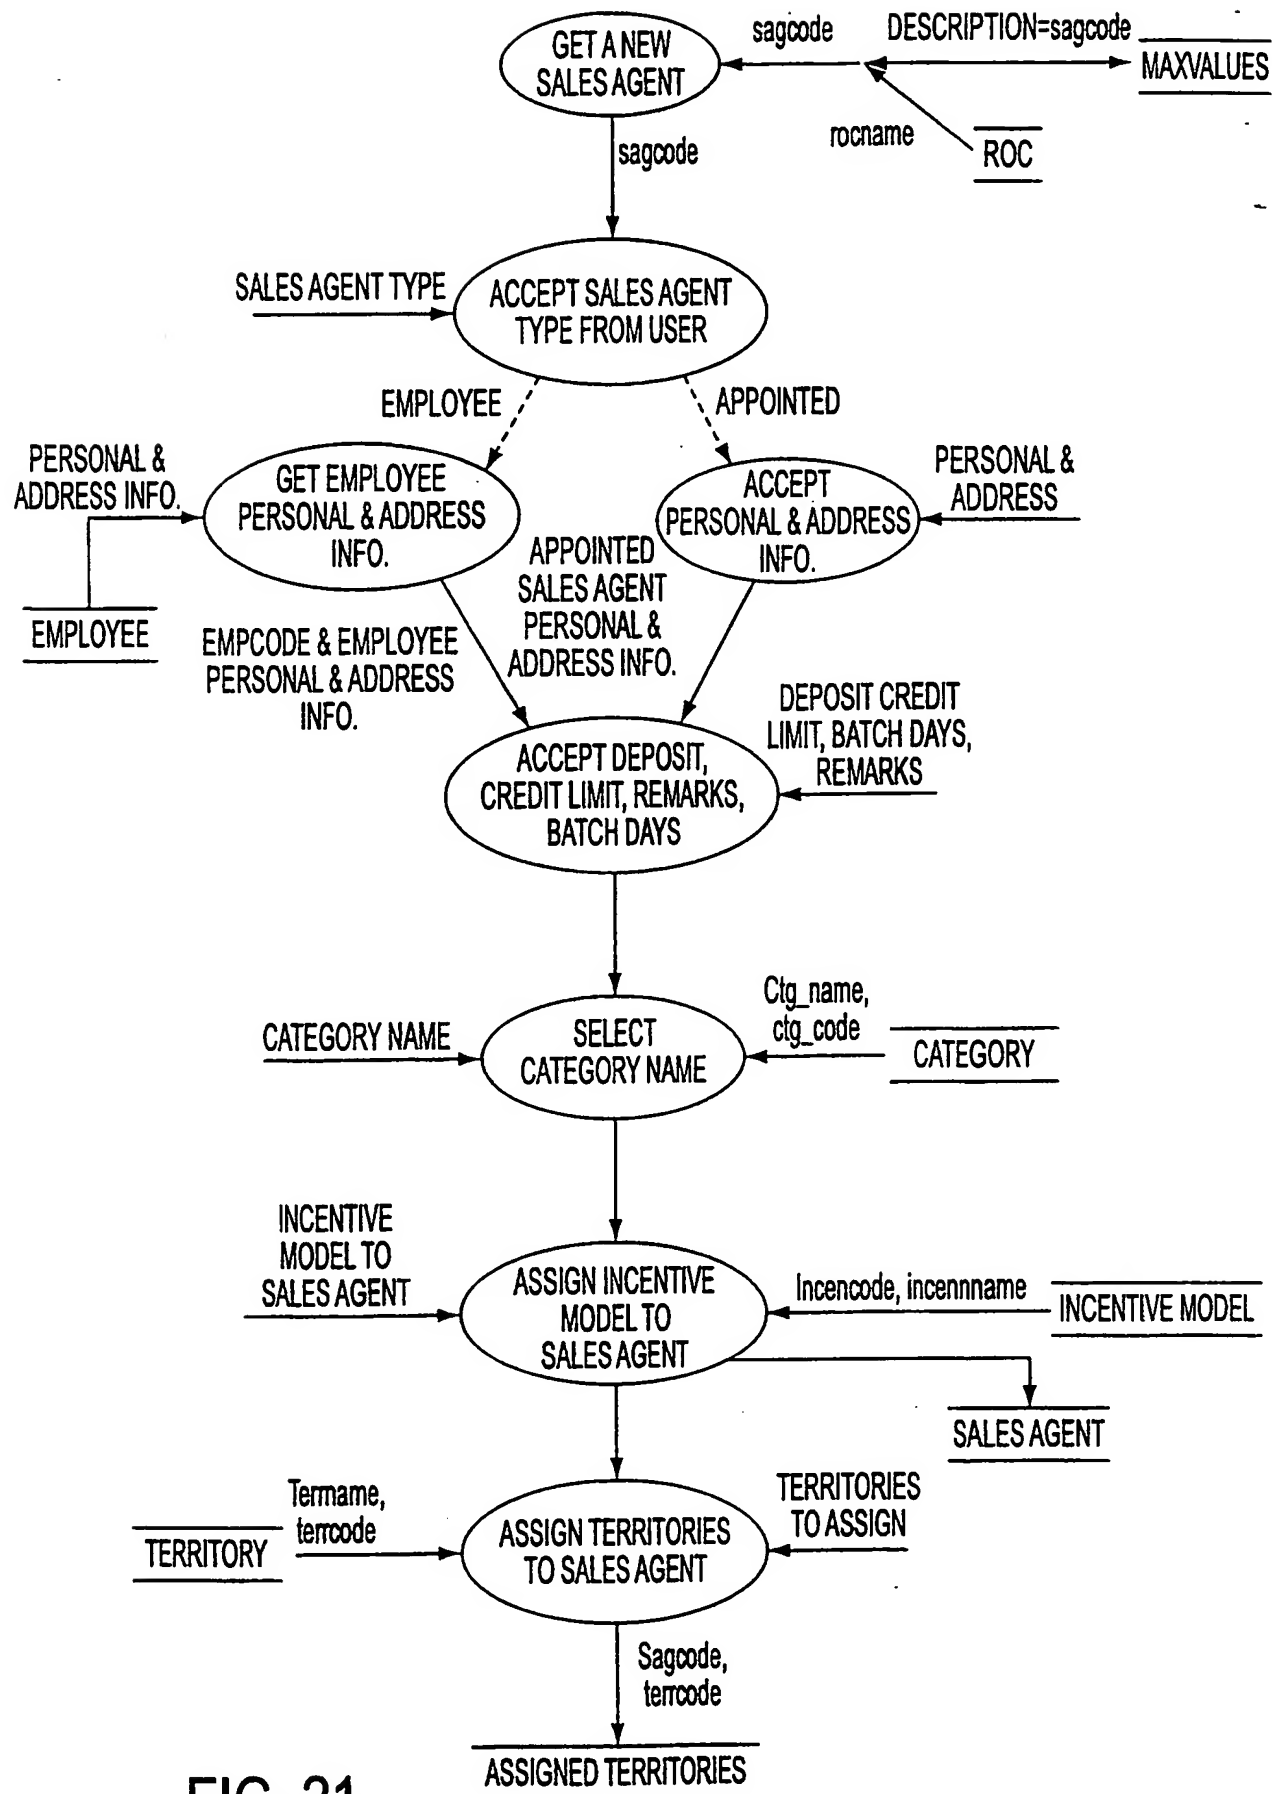 GET A NEW
SALES AGENT
sagcode
DESCRIPTION=sagcode
MAXVALUES
rocname
ROC
sagcode
SALES AGENT TYPE
ACCEPT SALES AGENT
TYPE FROM USER
EMPLOYEE
APPOINTED
PERSONAL &
ADDRESS INFO.
GET EMPLOYEE
PERSONAL & ADDRESS
INFO.
ACCEPT
PERSONAL & ADDRESS
INFO.
PERSONAL &
ADDRESS
EMPLOYEE
EMPCODE & EMPLOYEE
PERSONAL & ADDRESS
INFO.
APPOINTED
SALES AGENT
PERSONAL &
ADDRESS INFO.
DEPOSIT CREDIT
LIMIT, BATCH DAYS,
REMARKS
ACCEPT DEPOSIT,
CREDIT LIMIT, REMARKS,
BATCH DAYS
CATEGORY NAME
SELECT
CATEGORY NAME
Ctg_name,
ctg_code
CATEGORY
INCENTIVE
MODEL TO
SALES AGENT
ASSIGN INCENTIVE
MODEL TO
SALES AGENT
Incencode, incennname
INCENTIVE MODEL
SALES AGENT
Terrname,
terrcode
TERRITORY
ASSIGN TERRITORIES
TO SALES AGENT
TERRITORIES
TO ASSIGN
Sagcode,
terrcode
ASSIGNED TERRITORIES
FIG. 21